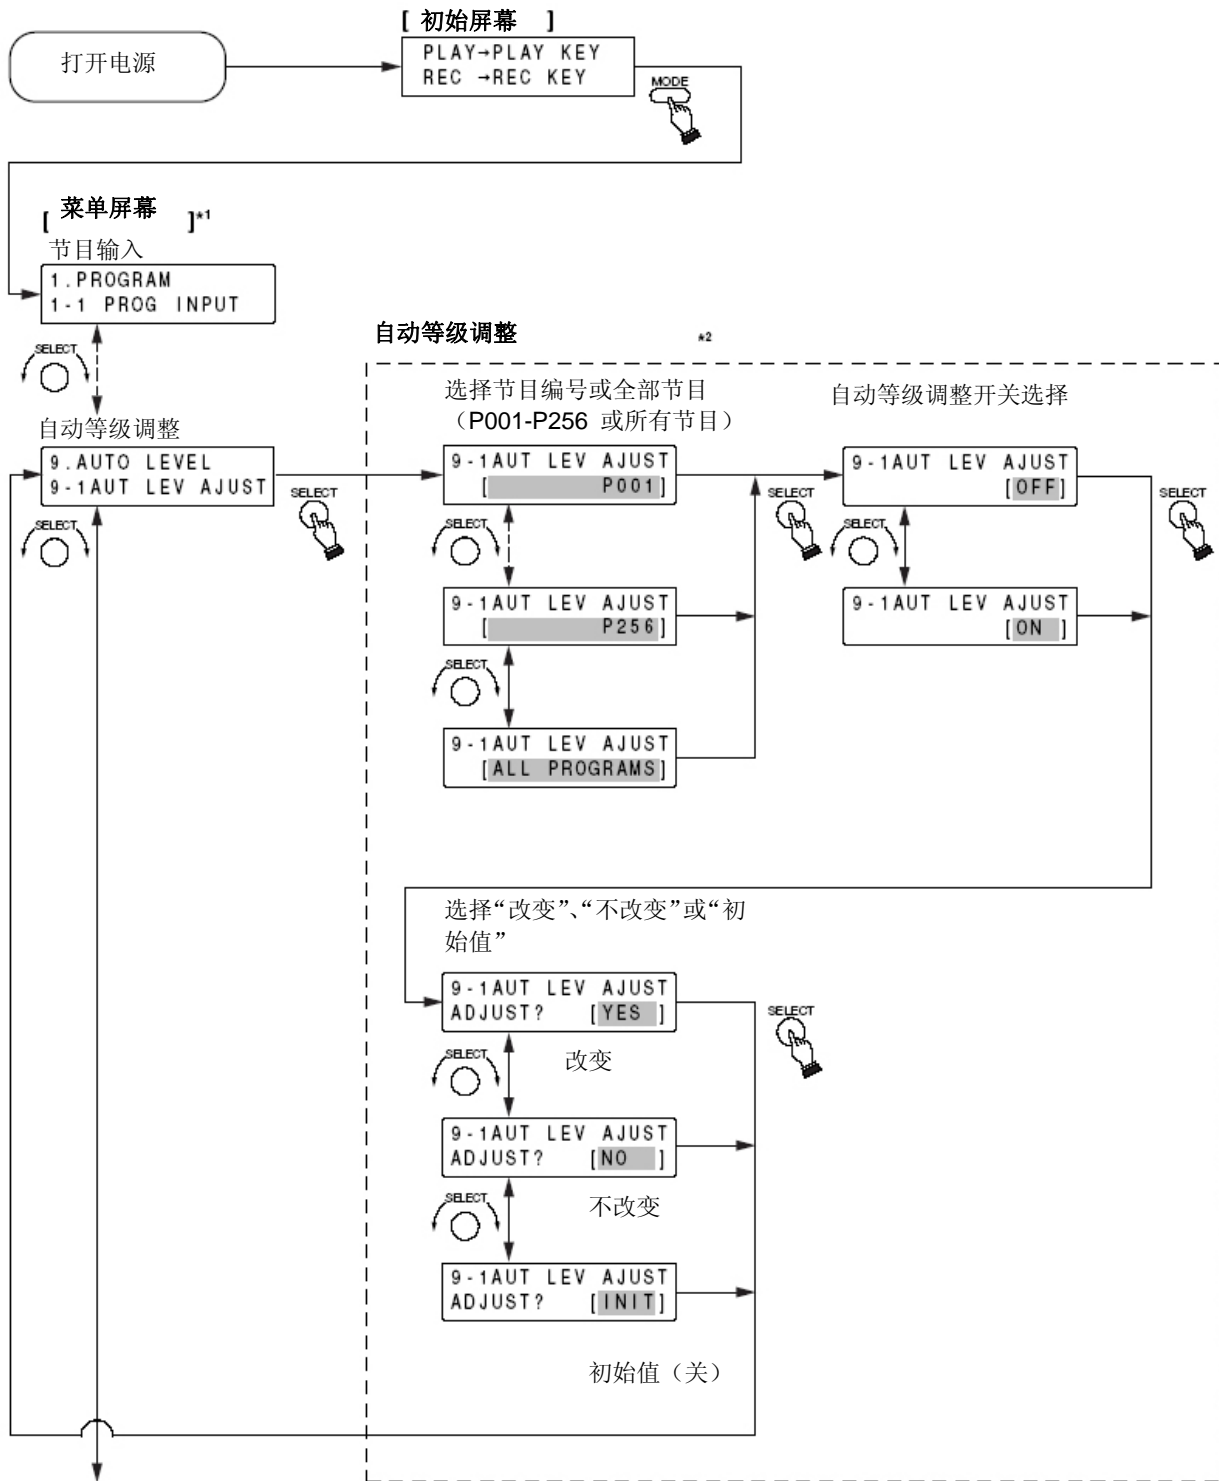 [ 初始屏幕 ]
打开电源
PLAY→PLAY KEY
REC →REC KEY
MODE
[ 菜单屏幕 ]*1
节目输入
1.PROGRAM
1-1 PROG INPUT
SELECT
自动等级调整
9.AUTO LEVEL
9-1AUT LEV AJUST
SELECT
SELECT
自动等级调整 *2
选择节目编号或全部节目
（P001-P256 或所有节目）
9-1AUT LEV AJUST
[ P001]
SELECT
9-1AUT LEV AJUST
[ P256]
SELECT
9-1AUT LEV AJUST
[ALL PROGRAMS]
SELECT
自动等级调整开关选择
9-1AUT LEV AJUST
[OFF]
SELECT
9-1AUT LEV AJUST
[ON ]
SELECT
选择“改变”、“不改变”或“初
始值”
9-1AUT LEV AJUST
ADJUST? [YES ]
SELECT
SELECT
改变
9-1AUT LEV AJUST
ADJUST? [NO ]
SELECT
不改变
9-1AUT LEV AJUST
ADJUST? [INIT]
初始值（关）